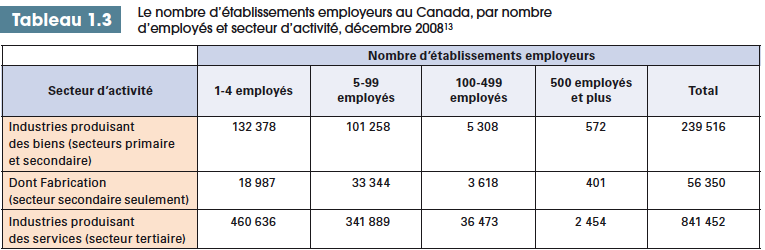 Tableau 1.3
Le nombre d'établissements employeurs au Canada, par nombre
d'employés et secteur d'activité, décembre 2008¹³
Nombre d'établissements employeurs
Secteur d'activité 1-4 employés 5-99 employés 100-499 employés 500 employés et plus Total
Industries produisant
des biens (secteurs primaire
et secondaire)
132 378 101 258 5 308 572 239 516
Dont Fabrication
(secteur secondaire seulement)
18 987 33 344 3 618 401 56 350
Industries produisant
des services (secteur tertiaire)
460 636 341 889 36 473 2 454 841 452